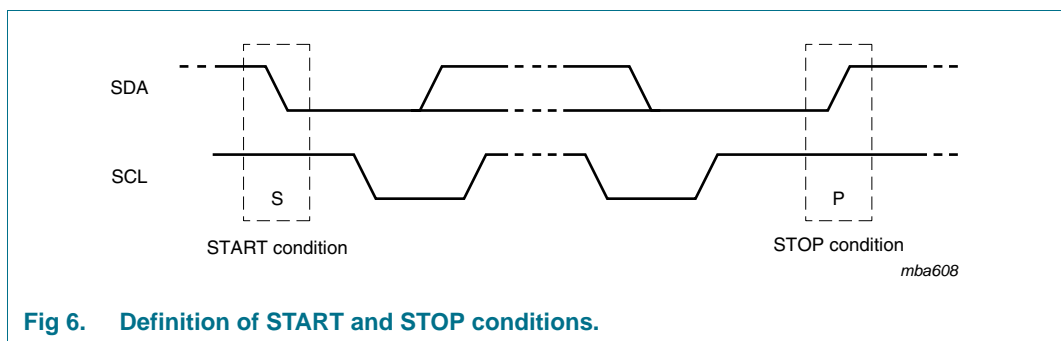 SDA
SCL
S
P
START condition
STOP condition
mba608
Fig 6. Definition of START and STOP conditions.